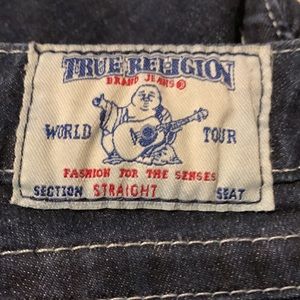 TRUE RELIGION
BRAND JEANS®
WORLD TOUR
FASHION FOR THE SENSES
SECTION STRAIGHT SEAT